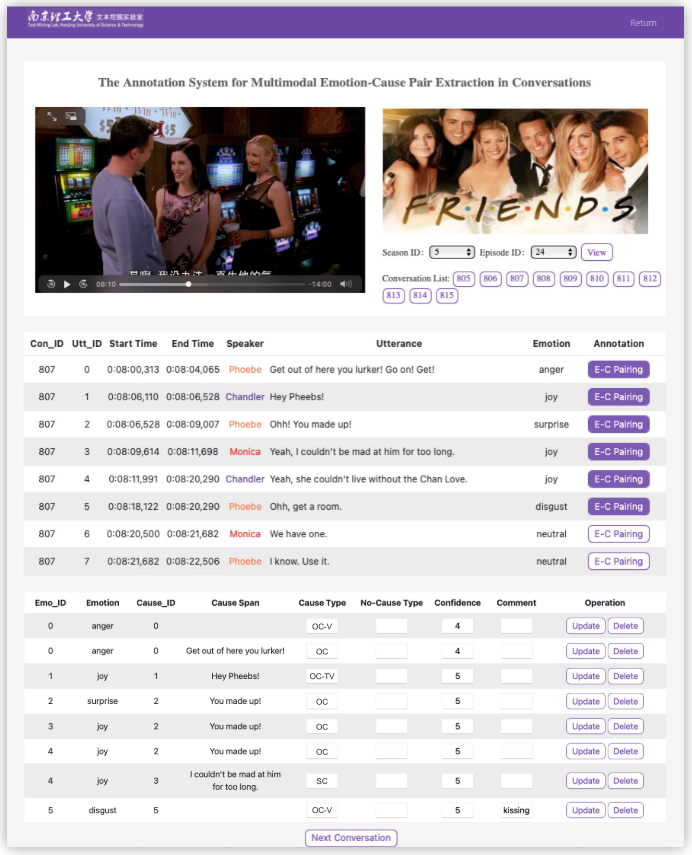 南京理工大学 文本挖掘实验室
Text Mining Lab, Nanjing University of Science & Technology
Return
The Annotation System for Multimodal Emotion-Cause Pair Extraction in Conversations
WIN • WIN •
$5
08:10
-14:00
F•R•I•E•N•D•S
Season ID: 5 Episode ID: 24 View
Conversation List: 805 806 807 808 809 810 811 812
813 814 815
Con_ID Utt_ID Start Time End Time Speaker Utterance Emotion Annotation
807 0 0:08:00,313 0:08:04,065 Phoebe Get out of here you lurker! Go on! Get! anger E-C Pairing
807 1 0:08:06,110 0:08:06,528 Chandler Hey Pheebs! joy E-C Pairing
807 2 0:08:06,528 0:08:09,007 Phoebe Ohh! You made up! surprise E-C Pairing
807 3 0:08:09,614 0:08:11,698 Monica Yeah, I couldn't be mad at him for too long. joy E-C Pairing
807 4 0:08:11,991 0:08:20,290 Chandler Yeah, she couldn't live without the Chan Love. joy E-C Pairing
807 5 0:08:18,122 0:08:20,290 Phoebe Ohh, get a room. disgust E-C Pairing
807 6 0:08:20,500 0:08:21,682 Monica We have one. neutral E-C Pairing
807 7 0:08:21,682 0:08:22,506 Phoebe I know. Use it. neutral E-C Pairing
Emo_ID Emotion Cause_ID Cause Span Cause Type No-Cause Type Confidence Comment Operation
0 anger 0 OC-V 4 Update Delete
0 anger 0 Get out of here you lurker! OC 4 Update Delete
1 joy 1 Hey Pheebs! OC-TV 5 Update Delete
2 surprise 2 You made up! OC 5 Update Delete
3 joy 2 You made up! OC 5 Update Delete
4 joy 2 You made up! OC 5 Update Delete
4 joy 3 I couldn't be mad at him
for too long. SC 5 Update Delete
5 disgust 5 OC-V 5 kissing Update Delete
Next Conversation